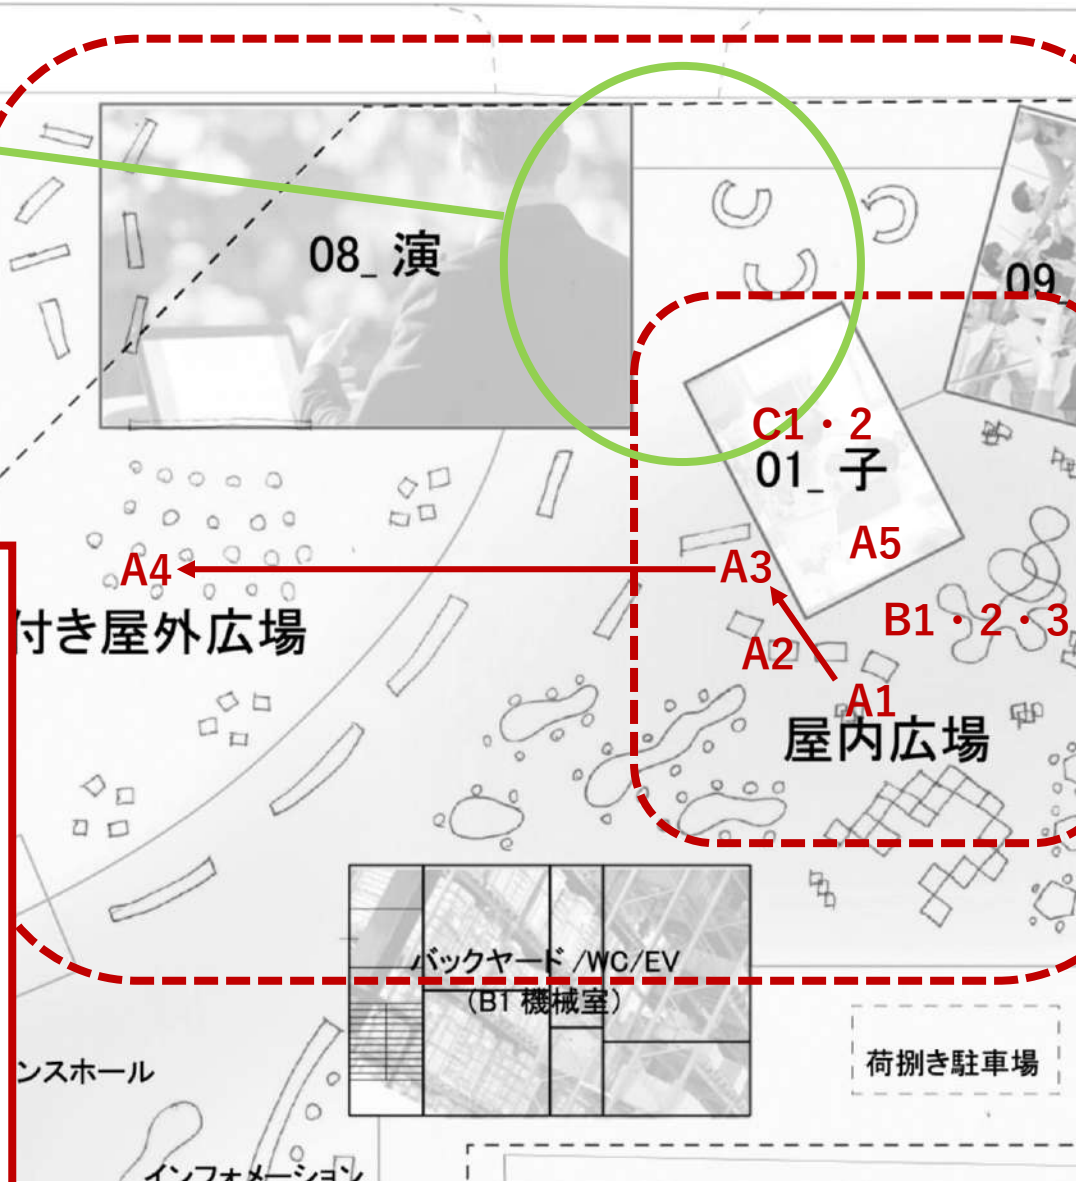 08_ 演
09_
C1・2
01_ 子
A5
A3
A4
B1・2・3
付き屋外広場
A2
A1
屋内広場
バックヤード /WC/EV
（B1 機械室）
荷捌き駐車場
ンスホール
インフォメーション